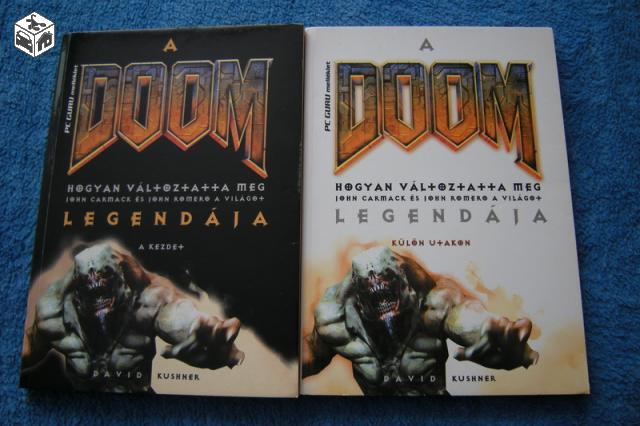 A
DOOM
PC GURU melléklet
HOGYAN VÁLTOZTATTA MEG
JOHN CARMACK ÉS JOHN ROMERO A VILÁGOT
LEGENDÁJA
A KEZDET
DAVID KUSHNER
A
DOOM
PC GURU melléklet
HOGYAN VÁLTOZTATTA MEG
JOHN CARMACK ÉS JOHN ROMERO A VILÁGOT
LEGENDÁJA
KÜLÖN UTAKON
DAVID KUSHNER